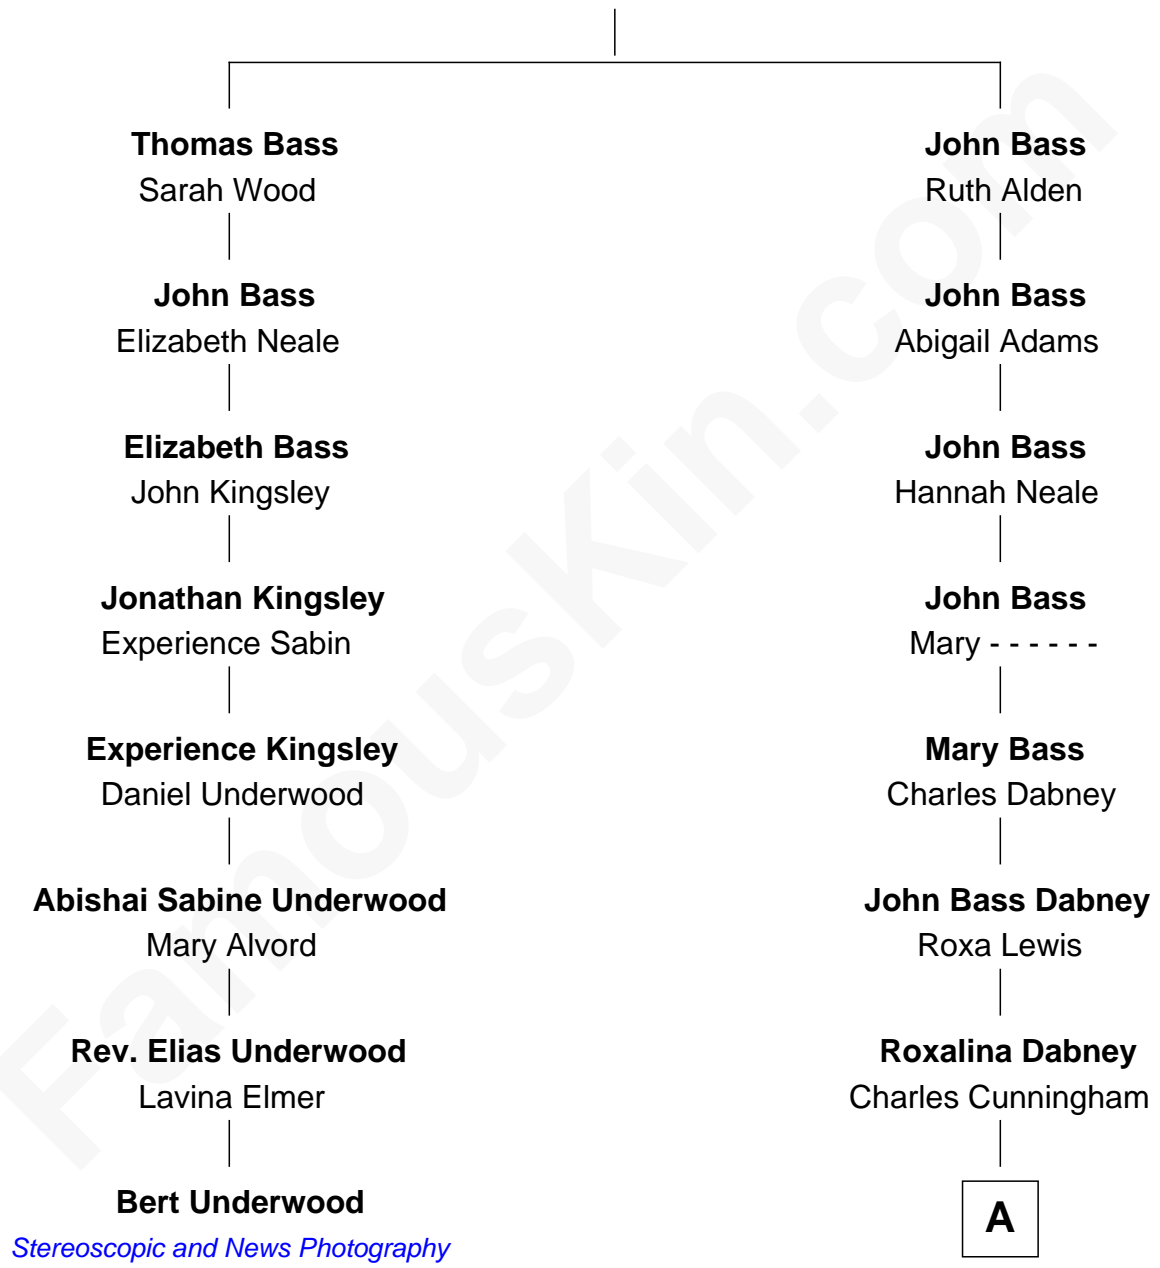 Thomas Bass
Sarah Wood
John Bass
Elizabeth Neale
Elizabeth Bass
John Kingsley
Jonathan Kingsley
Experience Sabin
Experience Kingsley
Daniel Underwood
Abishai Sabine Underwood
Mary Alvord
Rev. Elias Underwood
Lavina Elmer
Bert Underwood
Stereoscopic and News Photography
John Bass
Ruth Alden
John Bass
Abigail Adams
John Bass
Hannah Neale
John Bass
Mary - - - - - -
Mary Bass
Charles Dabney
John Bass Dabney
Roxa Lewis
Roxalina Dabney
Charles Cunningham
A
FamousKin.com